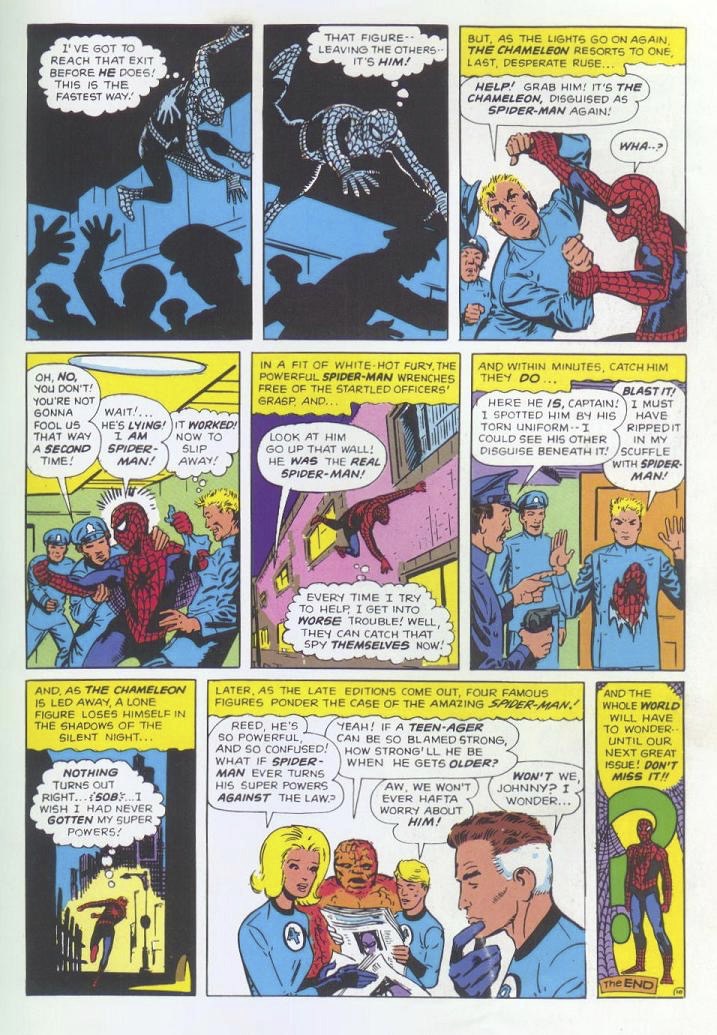 I'VE GOT TO
REACH THAT EXIT
BEFORE HE DOES!
THIS IS THE
FASTEST WAY!
THAT FIGURE--
LEAVING THE OTHERS--
IT'S HIM!
BUT, AS THE LIGHTS GO ON AGAIN,
THE CHAMELEON RESORTS TO ONE,
LAST, DESPERATE RUSE...
HELP! GRAB HIM! IT'S THE
CHAMELEON, DISGUISED AS
SPIDER-MAN AGAIN!
WHA--?
OH, NO,
YOU DON'T!
YOU'RE NOT
GONNA
FOOL US
THAT WAY
A SECOND
TIME!
WAIT!...
HE'S LYING!
I AM
SPIDER-
MAN!
IT WORKED!
NOW TO
SLIP
AWAY!
IN A FIT OF WHITE-HOT FURY, THE
POWERFUL SPIDER-MAN WRENCHES
FREE OF THE STARTLED OFFICERS'
GRASP, AND...
LOOK AT HIM
GO UP THAT WALL!
HE WAS THE REAL
SPIDER-MAN!
EVERY TIME I TRY
TO HELP, I GET INTO
WORSE TROUBLE! WELL,
THEY CAN CATCH THAT
SPY THEMSELVES NOW!
AND WITHIN MINUTES, CATCH HIM
THEY DO...
HERE HE IS, CAPTAIN!
I SPOTTED HIM BY HIS
TORN UNIFORM--I
COULD SEE HIS OTHER
DISGUISE BENEATH IT!
BLAST IT!
I MUST
HAVE
RIPPED IT
IN MY
SCUFFLE
WITH SPIDER-
MAN!
AND, AS THE CHAMELEON
IS LED AWAY, A LONE
FIGURE LOSES HIMSELF IN
THE SHADOWS OF THE
SILENT NIGHT...
NOTHING
TURNS OUT
RIGHT... SOB!...I
WISH I HAD NEVER
GOTTEN MY SUPER
POWERS!
LATER, AS THE LATE EDITIONS COME OUT, FOUR FAMOUS
FIGURES PONDER THE CASE OF THE AMAZING SPIDER-MAN!
REED, HE'S
SO POWERFUL,
AND SO CONFUSED!
WHAT IF SPIDER-
MAN EVER TURNS
HIS SUPER POWERS
AGAINST THE LAW?
YEAH! IF A TEEN-AGER
CAN BE SO BLAMED STRONG,
HOW STRONG'LL HE BE
WHEN HE GETS OLDER?
AW, WE WON'T
EVER HAFTA
WORRY ABOUT
HIM!
WON'T WE,
JOHNNY? I
WONDER...
4
AND THE
WHOLE WORLD
WILL HAVE
TO WONDER--
UNTIL OUR
NEXT GREAT
ISSUE! DON'T
MISS IT!!
?
The END
10